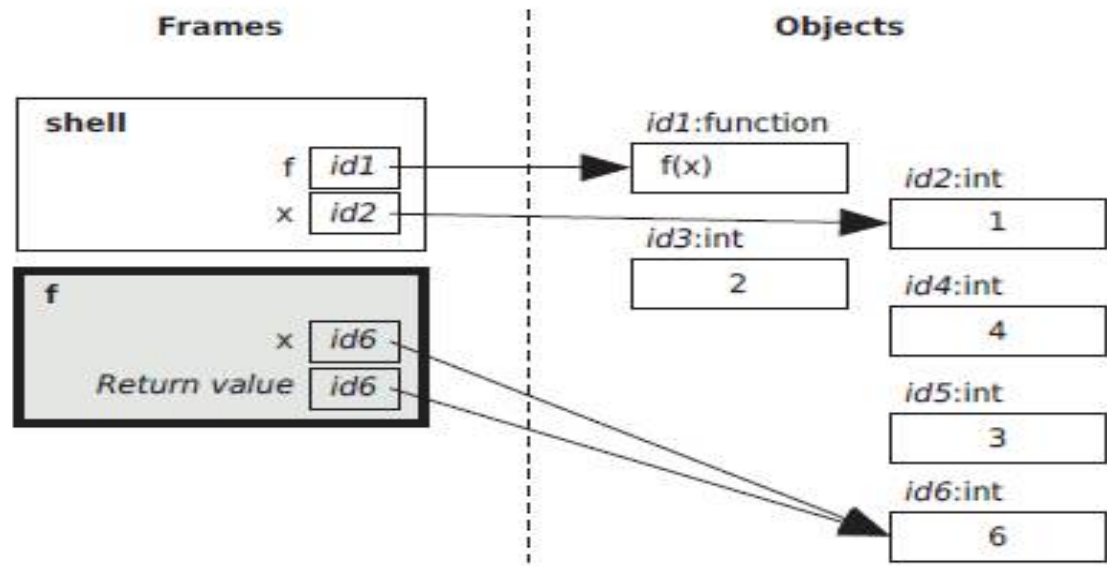 Frames
Objects
shell
f id1
x id2
f
x id6
Return value id6
id1:function
f(x)
id2:int
1
id3:int
2
id4:int
4
id5:int
3
id6:int
6